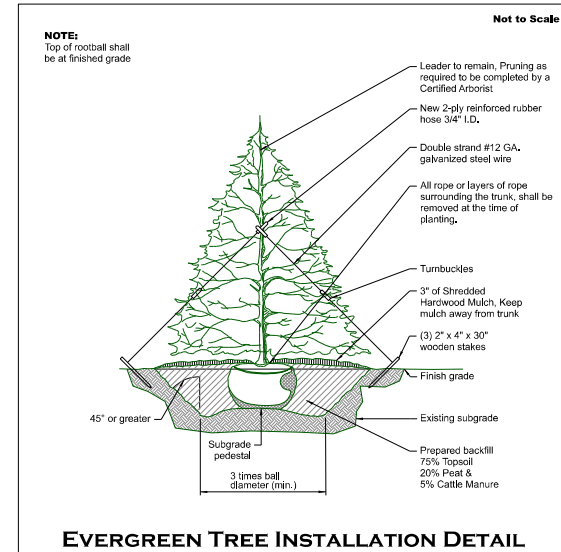 Not to Scale
NOTE:
Top of rootball shall
be at finished grade
Leader to remain, Pruning as
required to be completed by a
Certified Arborist
New 2-ply reinforced rubber
hose 3/4" I.D.
Double strand #12 GA.
galvanized steel wire
All rope or layers of rope
surrounding the trunk, shall be
removed at the time of
planting.
Turnbuckles
3" of Shredded
Hardwood Mulch, Keep
mulch away from trunk
(3) 2" x 4" x 30"
wooden stakes
Finish grade
45° or greater
Existing subgrade
Subgrade
pedestal
Prepared backfill
75% Topsoil
20% Peat &
5% Cattle Manure
3 times ball
diameter (min.)
EVERGREEN TREE INSTALLATION DETAIL